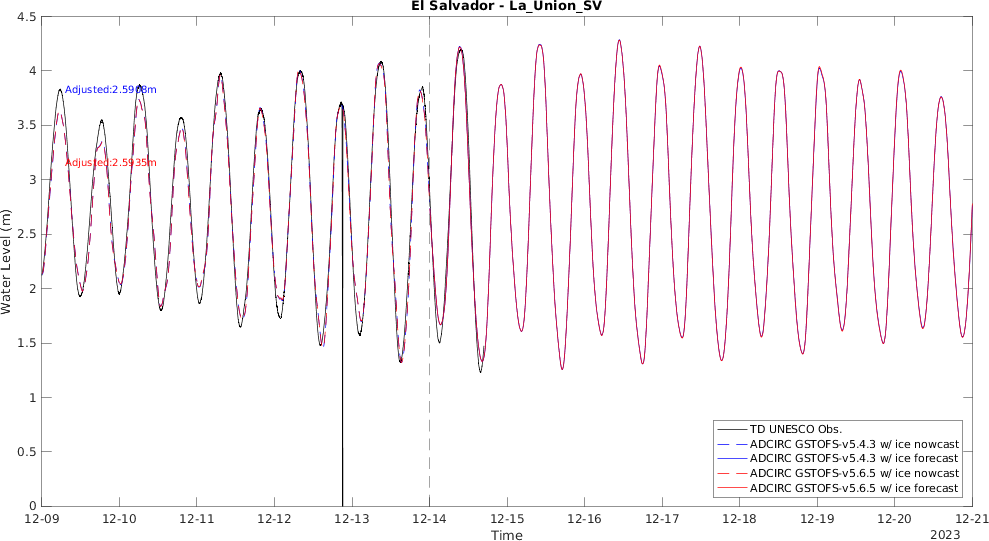 El Salvador - La_Union_SV
4.5
4
3.5
3
2.5
2
1.5
1
0.5
0
Water Level (m)
Adjusted:2.5908m
Adjusted:2.5935m
TD UNESCO Obs.
ADCIRC GSTOFS-v5.4.3 w/ ice nowcast
ADCIRC GSTOFS-v5.4.3 w/ ice forecast
ADCIRC GSTOFS-v5.6.5 w/ ice nowcast
ADCIRC GSTOFS-v5.6.5 w/ ice forecast
12-09 12-10 12-11 12-12 12-13 12-14 12-15 12-16 12-17 12-18 12-19 12-20 12-21
Time
2023